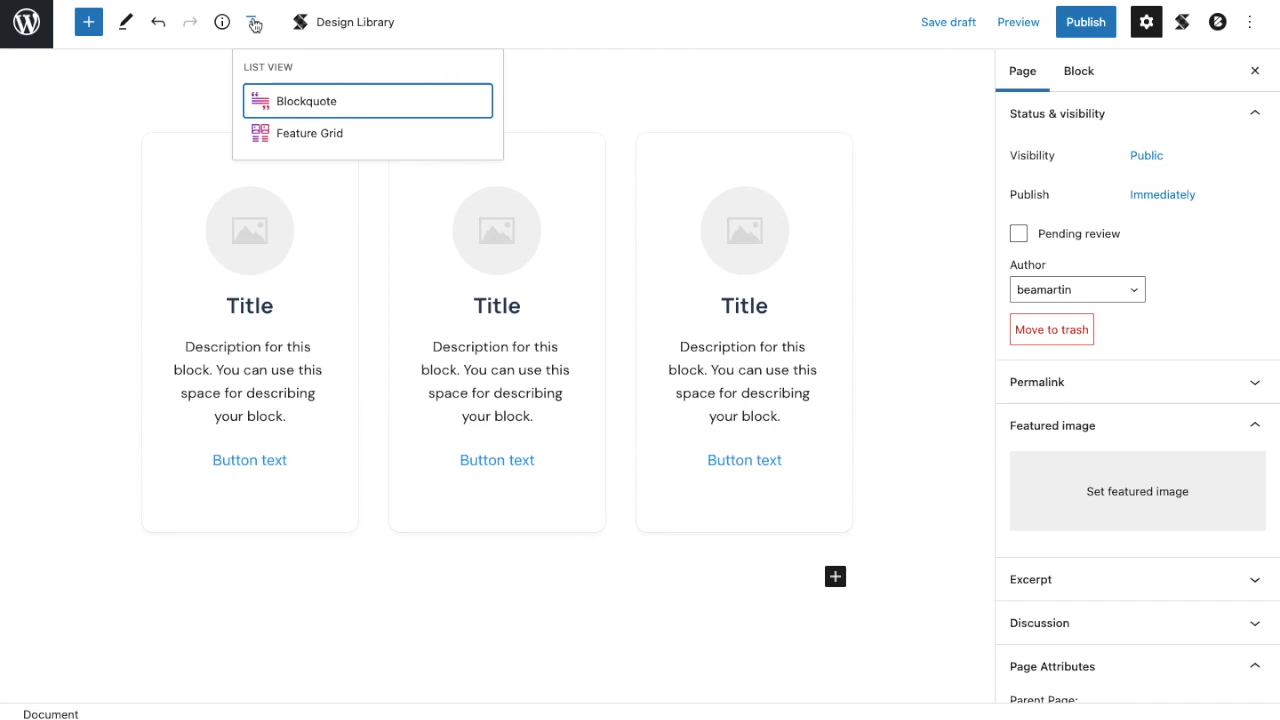 Design Library
Save draft
Preview
Publish
LIST VIEW
Blockquote
Feature Grid
Page
Block
Status & visibility
Visibility
Public
Publish
Immediately
Pending review
Author
beamartin
Move to trash
Permalink
Featured image
Set featured image
Excerpt
Discussion
Page Attributes
Parent Page:
Title
Description for this
block. You can use this
space for describing
your block.
Button text
Title
Description for this
block. You can use this
space for describing
your block.
Button text
Title
Description for this
block. You can use this
space for describing
your block.
Button text
Document